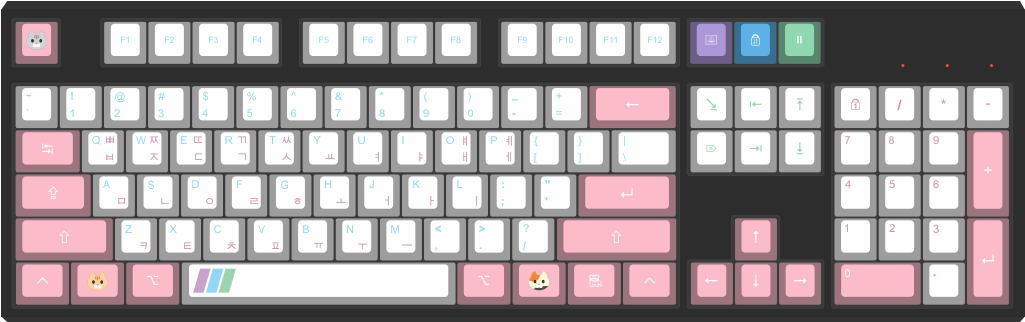 F1 F2 F3 F4 F5 F6 F7 F8 F9 F10 F11 F12
~ ! @ # $ % ^ & * ( ) _ +
` 1 2 3 4 5 6 7 8 9 0 - = ← / * -
Q ㅃ W ㅉ E ㄸ R ㄲ T ㅆ Y U I O ㅒ P ㅖ { } | 7 8 9
ㅂ ㅈ ㄷ ㄱ ㅅ ㅛ ㅕ ㅑ ㅐ ㅔ [ ] \ +
A S D F G H J K L : " 4 5 6
ㅁ ㄴ ㅇ ㄹ ㅎ ㅗ ㅓ ㅏ ㅣ ;
Z X C V B N M < > ? 1 2 3
ㅋ ㅌ ㅊ ㅍ ㅠ ㅜ ㅡ , . /
↑
← ↓ → 0 .